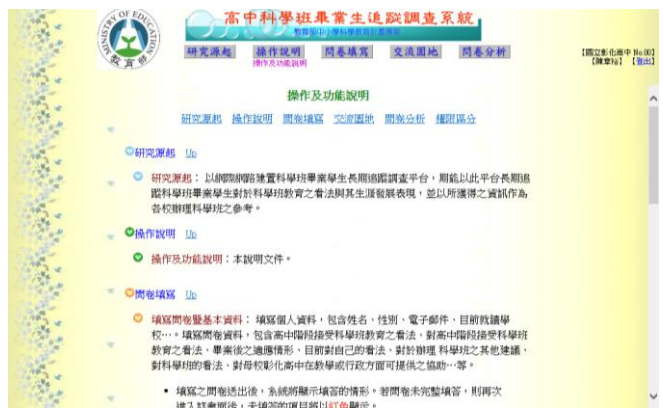 MINISTRY OF EDUCATION
教育部
高中科學班畢業生追蹤調查系統
研究源起 操作說明 問卷填寫 交流園地 問卷分析
操作及功能說明
【國立彰化高中 No.80】
【登出】
操作及功能說明
研究源起 操作說明 問卷填寫 交流園地 問卷分析 權限區分
研究源起 Up
研究源起：以網際網路建置科學班畢業學生長期追蹤調查平台，期能以此平台長期追
蹤科學班畢業學生對於科學班教育之看法與其生涯發展表現，並以所獲得之資訊作為
各校辦理科學班之參考。
操作說明 Up
操作及功能說明：本說明文件。
問卷填寫 Up
填寫問卷暨基本資料：填寫個人資料，包含姓名、性別、電子郵件、目前就讀學
校…。填寫問卷資料，包含高中階段接受科學班教育之看法、對高中階段接受科學班
教育之看法、畢業後之適應情形、目前對自己的看法、對於辦理 科學班之其他建議、
對科學班的看法、對母校彰化高中在教學或行政方面可提供之協助…等。
填寫之問卷送出後，系統將顯示填答的情形。若問卷未完整填答，則再次
進入該畫面後，未填答的項目將以紅色顯示。